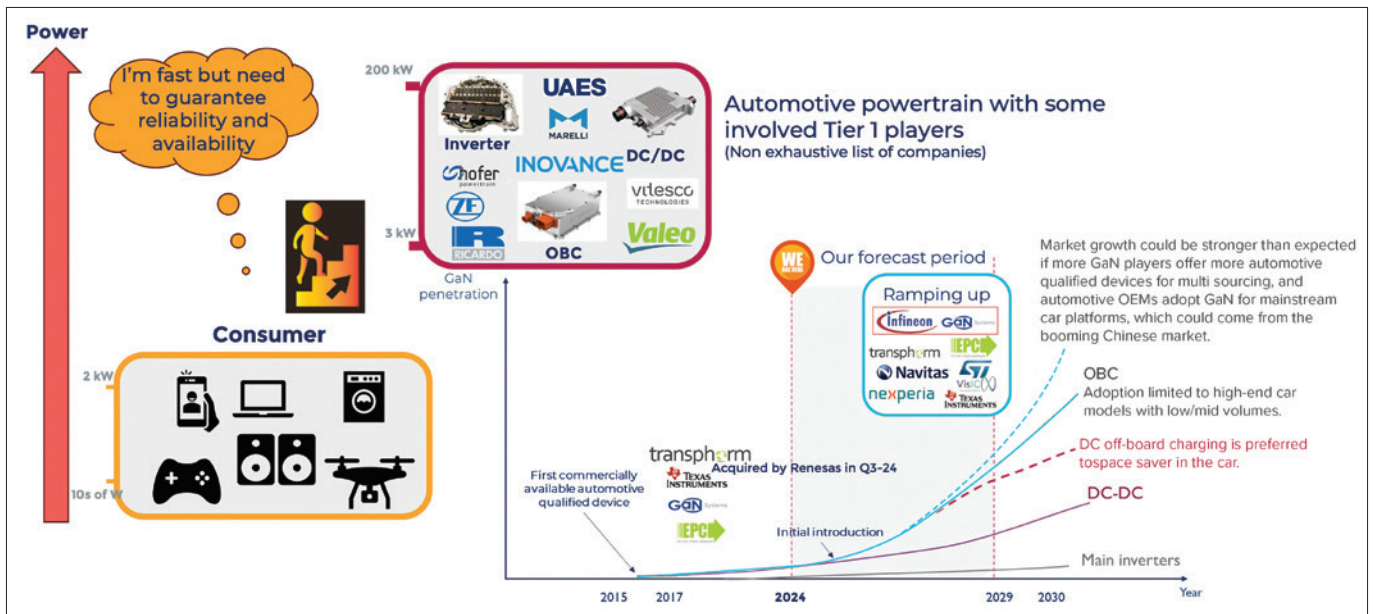 Power
I'm fast but need
to guarantee
reliability and
availability
200 kW
3 kW
2 kW
10s of W
Inverter
UAES
MARELLI
DC/DC
INOVANCE
hofer
powertrain
ZF
RICARDO
OBC
vitesco
TECHNOLOGIES
Valeo
Automotive powertrain with some
involved Tier 1 players
(Non exhaustive list of companies)
Consumer
GaN
penetration
WE
ARE HERE
Our forecast period
Ramping up
infineon
GaN Systems
transphorm
EPC
Navitas
ST
VisIC
nexperia
TEXAS
INSTRUMENTS
Market growth could be stronger than expected
if more GaN players offer more automotive
qualified devices for multi sourcing, and
automotive OEMs adopt GaN for mainstream
car platforms, which could come from the
booming Chinese market.
OBC
Adoption limited to high-end car
models with low/mid volumes.
DC off-board charging is preferred
tospace saver in the car.
DC-DC
Main inverters
First commercially
available automotive
qualified device
transphorm
Acquired by Renesas in Q3-24
TEXAS
INSTRUMENTS
GaN Systems
EPC
Initial introduction
2015
2017
2024
2029
2030
Year